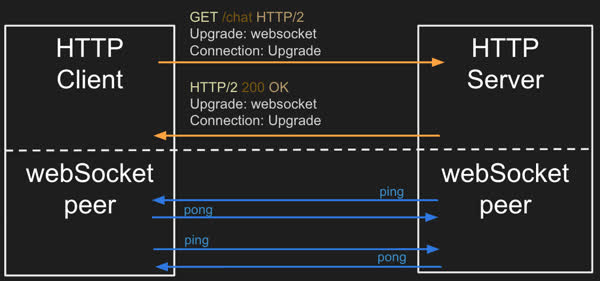 GET /chat HTTP/2
Upgrade: websocket
Connection: Upgrade
HTTP
Client
HTTP
Server
HTTP/2 200 OK
Upgrade: websocket
Connection: Upgrade
webSocket
peer
webSocket
peer
ping
pong
ping
pong